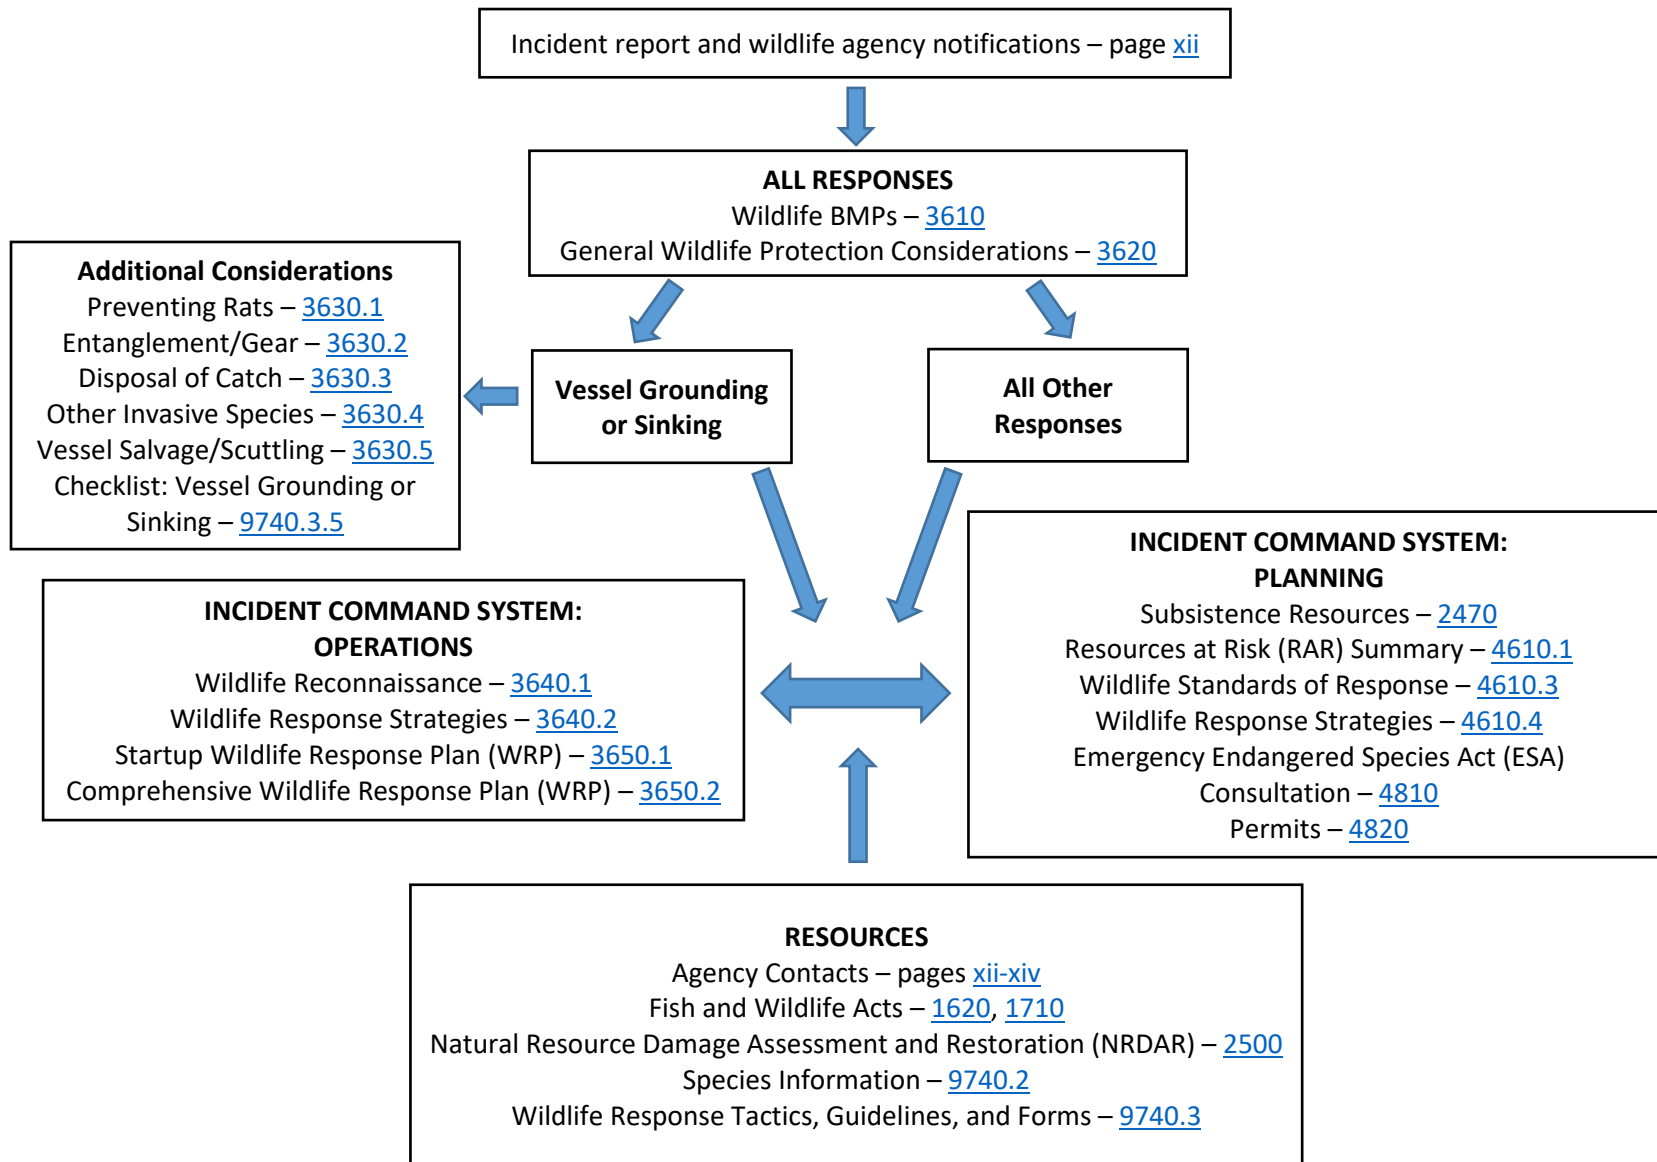 Incident report and wildlife agency notifications – page xii
ALL RESPONSES
Wildlife BMPs – 3610
General Wildlife Protection Considerations – 3620
Additional Considerations
Preventing Rats – 3630.1
Entanglement/Gear – 3630.2
Disposal of Catch – 3630.3
Other Invasive Species – 3630.4
Vessel Salvage/Scuttling – 3630.5
Checklist: Vessel Grounding or
Sinking – 9740.3.5
Vessel Grounding
or Sinking
All Other
Responses
INCIDENT COMMAND SYSTEM:
OPERATIONS
Wildlife Reconnaissance – 3640.1
Wildlife Response Strategies – 3640.2
Startup Wildlife Response Plan (WRP) – 3650.1
Comprehensive Wildlife Response Plan (WRP) – 3650.2
INCIDENT COMMAND SYSTEM:
PLANNING
Subsistence Resources – 2470
Resources at Risk (RAR) Summary – 4610.1
Wildlife Standards of Response – 4610.3
Wildlife Response Strategies – 4610.4
Emergency Endangered Species Act (ESA)
Consultation – 4810
Permits – 4820
RESOURCES
Agency Contacts – pages xii-xiv
Fish and Wildlife Acts – 1620, 1710
Natural Resource Damage Assessment and Restoration (NRDAR) – 2500
Species Information – 9740.2
Wildlife Response Tactics, Guidelines, and Forms – 9740.3